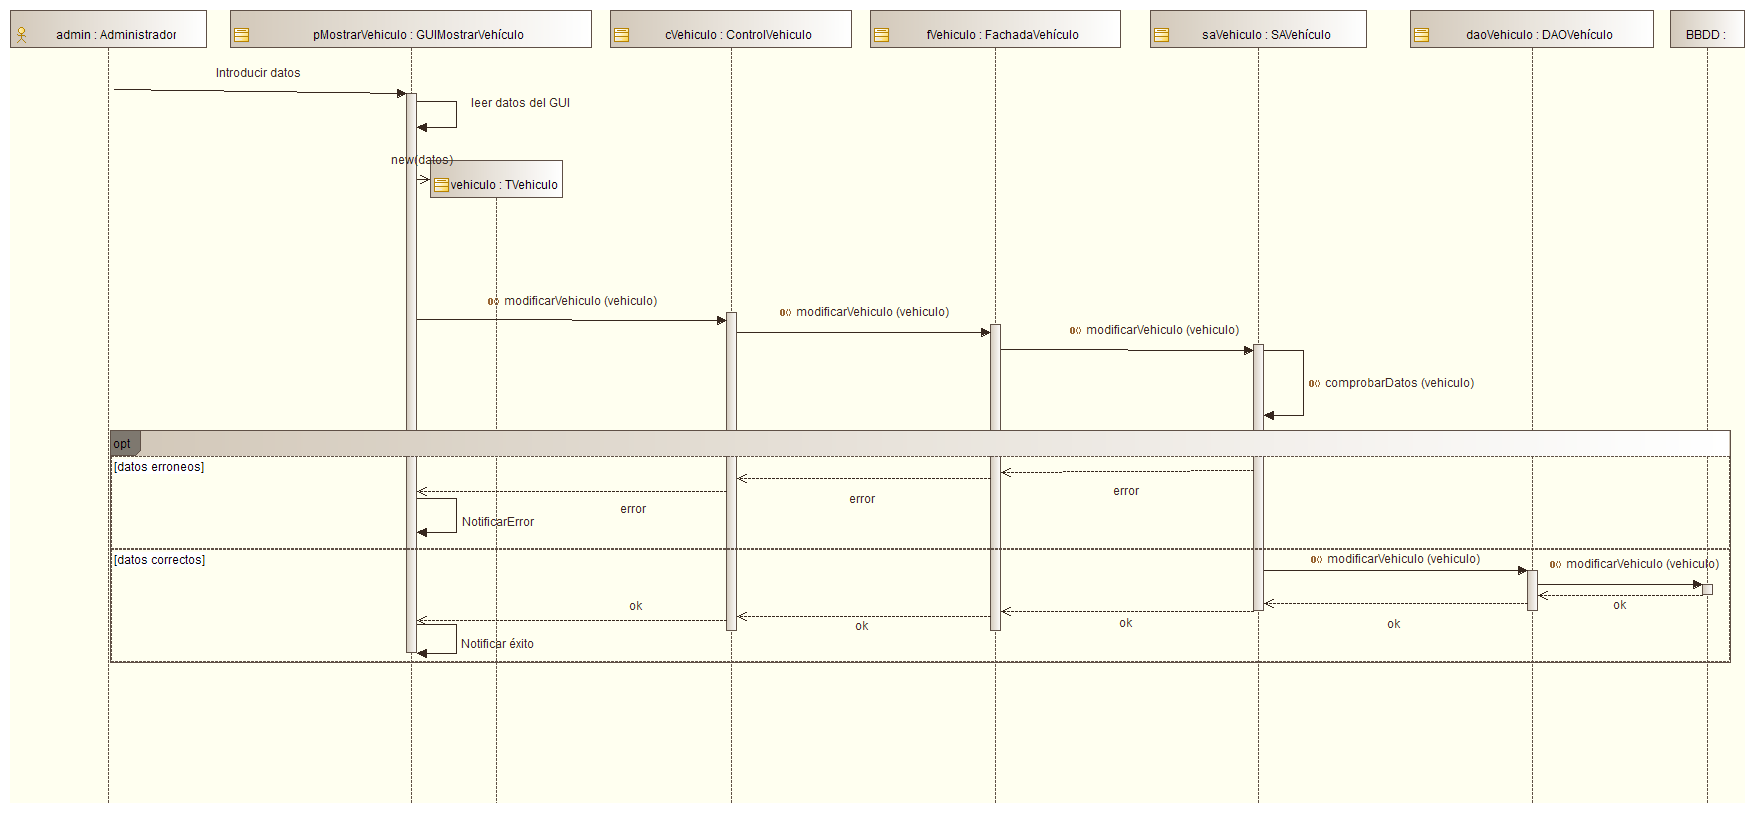 admin : Administrador
pMostrarVehiculo : GUIMostrarVehículo
cVehiculo : ControlVehiculo
fVehiculo : FachadaVehículo
saVehiculo : SAVehículo
daoVehiculo : DAOVehículo
BBDD :
Introducir datos
leer datos del GUI
new(datos)
vehiculo : TVehiculo
modificarVehiculo (vehiculo)
modificarVehiculo (vehiculo)
modificarVehiculo (vehiculo)
comprobarDatos (vehiculo)
opt
[datos erroneos]
error
error
error
NotificarError
[datos correctos]
modificarVehiculo (vehiculo)
modificarVehiculo (vehiculo)
ok
ok
ok
ok
ok
Notificar éxito